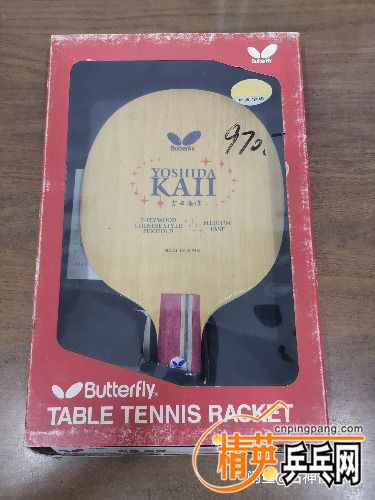 Butterfly
970.
Butterfly
YOSHIDA
KAII
吉田海偉
7-PLYWOOD
CHINESE STYLE
PENHOLD
MEDIUM
FAST
MADE IN JAPAN
Butterfly
TABLE TENNIS RACKET
cnpingpang.com
精英乒乓网